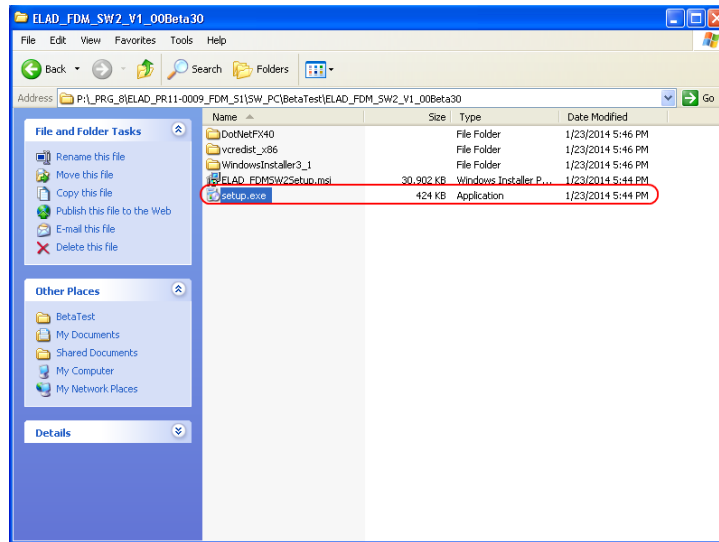 ELAD_FDM_SW2_V1_00Beta30
File Edit View Favorites Tools Help
Back Search Folders
Address P:\_PRG_8\ELAD_PR11-0009_FDM_S1\SW_PC\BetaTest\ELAD_FDM_SW2_V1_00Beta30 Go
Name Size Type Date Modified
DotNetFX40 File Folder 1/23/2014 5:46 PM
vcredist_x86 File Folder 1/23/2014 5:46 PM
WindowsInstaller3_1 File Folder 1/23/2014 5:46 PM
ELAD_FDMSW2Setup.msi 30.902 KB Windows Installer P... 1/23/2014 5:44 PM
setup.exe 424 KB Application 1/23/2014 5:44 PM
File and Folder Tasks
Rename this file
Move this file
Copy this file
Publish this file to the Web
E-mail this file
Delete this file
Other Places
BetaTest
My Documents
Shared Documents
My Computer
My Network Places
Details